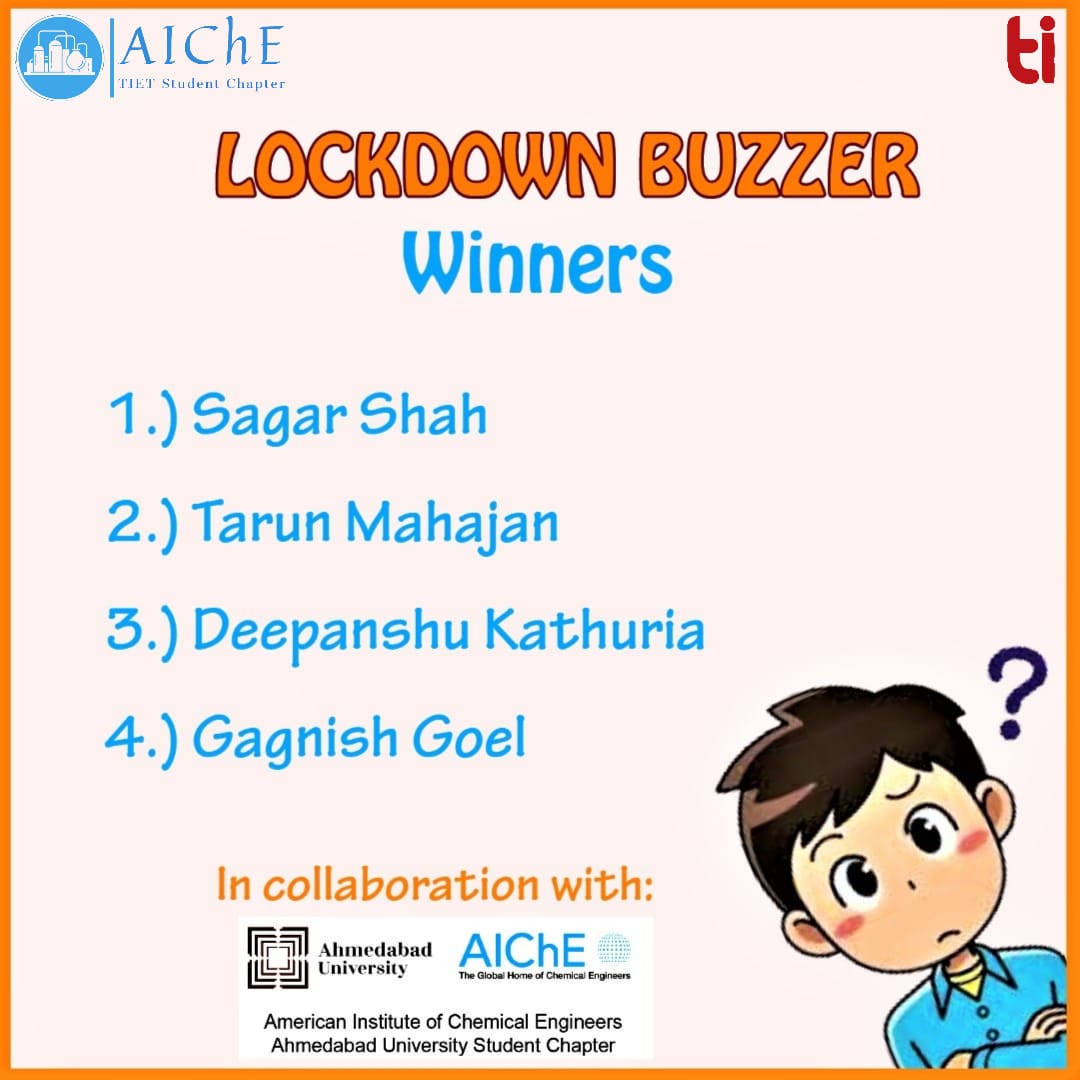 AIChE
TIET Student Chapter
ti
LOCKDOWN BUZZER
Winners
1.) Sagar Shah
2.) Tarun Mahajan
3.) Deepanshu Kathuria
4.) Gagnish Goel
?
In collaboration with:
Ahmedabad
University
AIChE
The Global Home of Chemical Engineers
American Institute of Chemical Engineers
Ahmedabad University Student Chapter